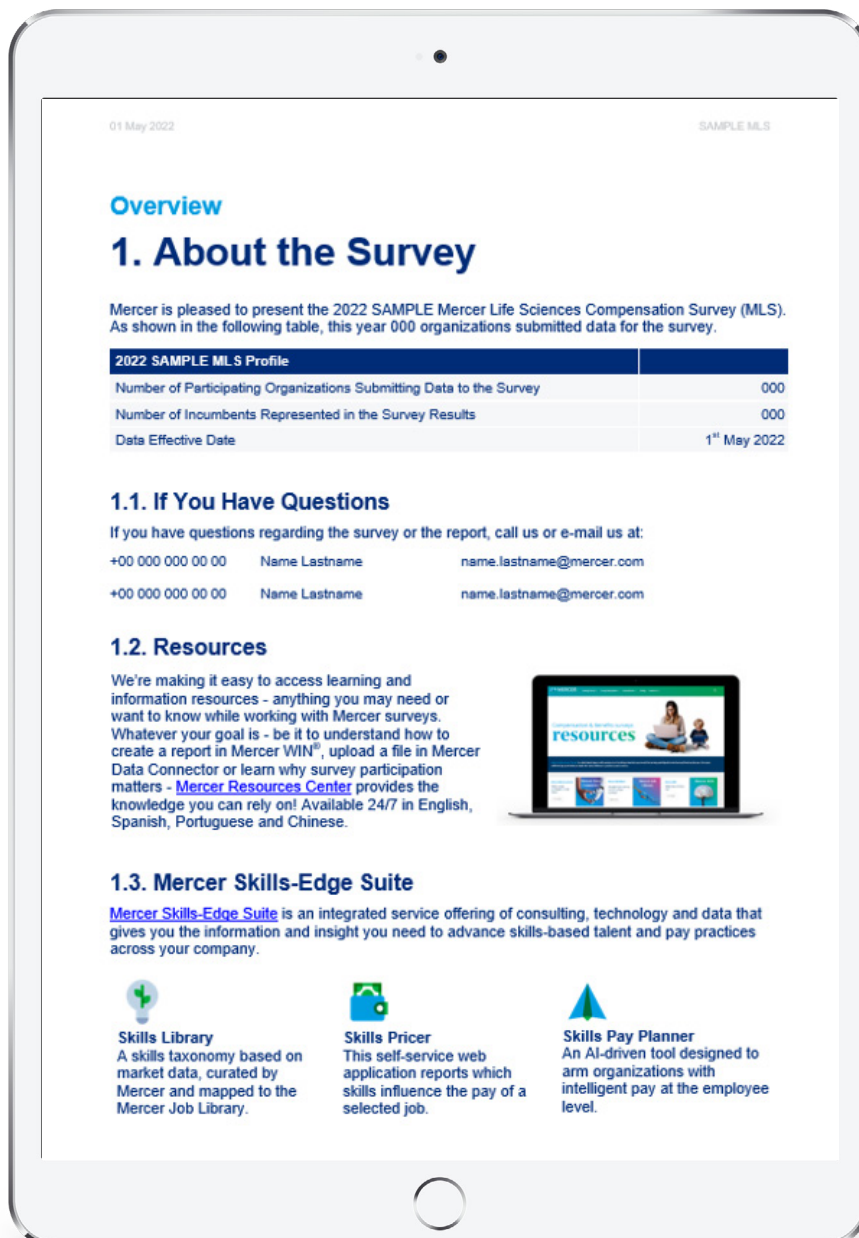 01 May 2022
SAMPLE MLS
Overview
1. About the Survey
Mercer is pleased to present the 2022 SAMPLE Mercer Life Sciences Compensation Survey (MLS).
As shown in the following table, this year 000 organizations submitted data for the survey.
2022 SAMPLE MLS Profile
Number of Participating Organizations Submitting Data to the Survey 000
Number of Incumbents Represented in the Survey Results 000
Data Effective Date 1st May 2022
1.1. If You Have Questions
If you have questions regarding the survey or the report, call us or e-mail us at:
+00 000 000 00 00 Name Lastname name.lastname@mercer.com
+00 000 000 00 00 Name Lastname name.lastname@mercer.com
1.2. Resources
We're making it easy to access learning and
information resources - anything you may need or
want to know while working with Mercer surveys.
Whatever your goal is - be it to understand how to
create a report in Mercer WIN®, upload a file in Mercer
Data Connector or learn why survey participation
matters - Mercer Resources Center provides the
knowledge you can rely on! Available 24/7 in English,
Spanish, Portuguese and Chinese.
resources
1.3. Mercer Skills-Edge Suite
Mercer Skills-Edge Suite is an integrated service offering of consulting, technology and data that
gives you the information and insight you need to advance skills-based talent and pay practices
across your company.
Skills Library
A skills taxonomy based on
market data, curated by
Mercer and mapped to the
Mercer Job Library.
Skills Pricer
This self-service web
application reports which
skills influence the pay of a
selected job.
Skills Pay Planner
An AI-driven tool designed to
arm organizations with
intelligent pay at the employee
level.